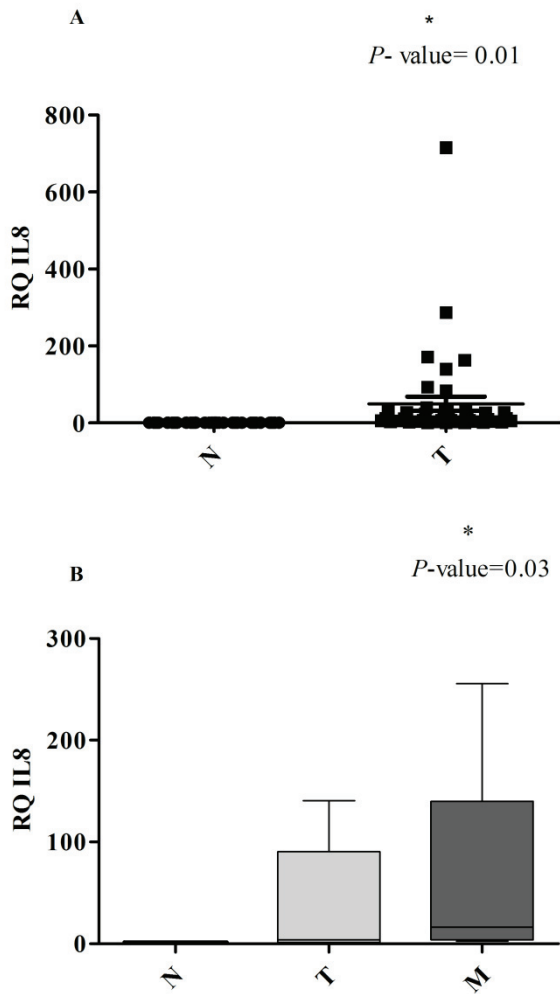 A
*
P- value= 0.01
800
600
400
200
0
RQ IL8
N
T
*
B
P-value=0.03
300
200
100
0
RQ IL8
N
T
M